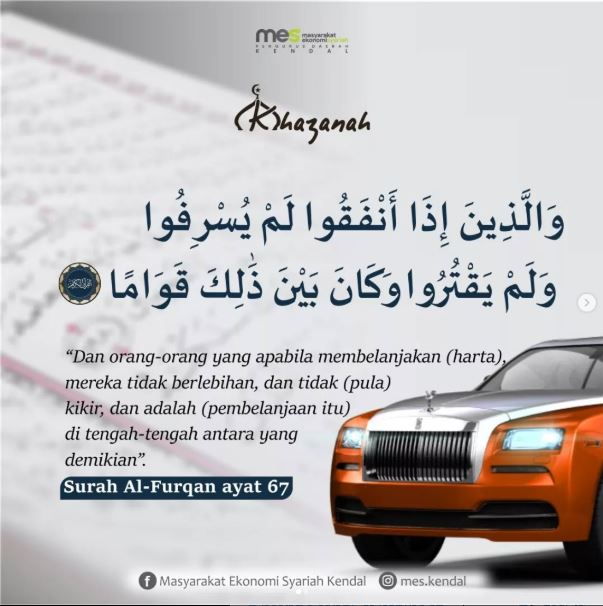 mes masyarakat
ekonomi syariah
PENGURUS DAERAH
KENDAL
Khazanah
وَالَّذِينَ إِذَا أَنْفَقُوا لَمْ يُسْرِفُوا
وَلَمْ يَقْتُرُوا وَكَانَ بَيْنَ ذَٰلِكَ قَوَامًا
“Dan orang-orang yang apabila membelanjakan (harta),
mereka tidak berlebihan, dan tidak (pula)
kikir, dan adalah (pembelanjaan itu)
di tengah-tengah antara yang
demikian”.
Surah Al-Furqan ayat 67
Masyarakat Ekonomi Syariah Kendal mes.kendal